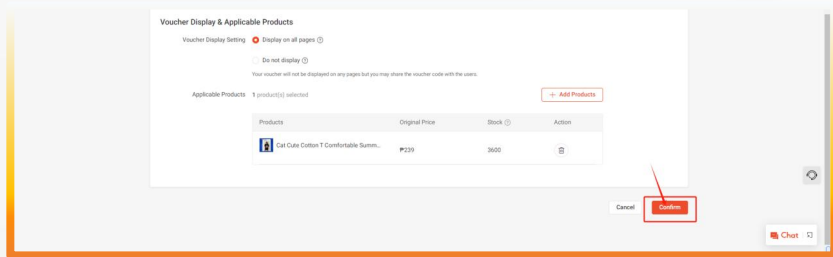 Voucher Display & Applicable Products
Voucher Display Setting Display on all pages
Do not display
Your voucher will not be displayed on any pages but you may share the voucher code with the users.
Applicable Products 1 product(s) selected + Add Products
Products Original Price Stock Action
Cat Cute Cotton T Comfortable Summ... ₱239 3600
Cancel Confirm
Chat